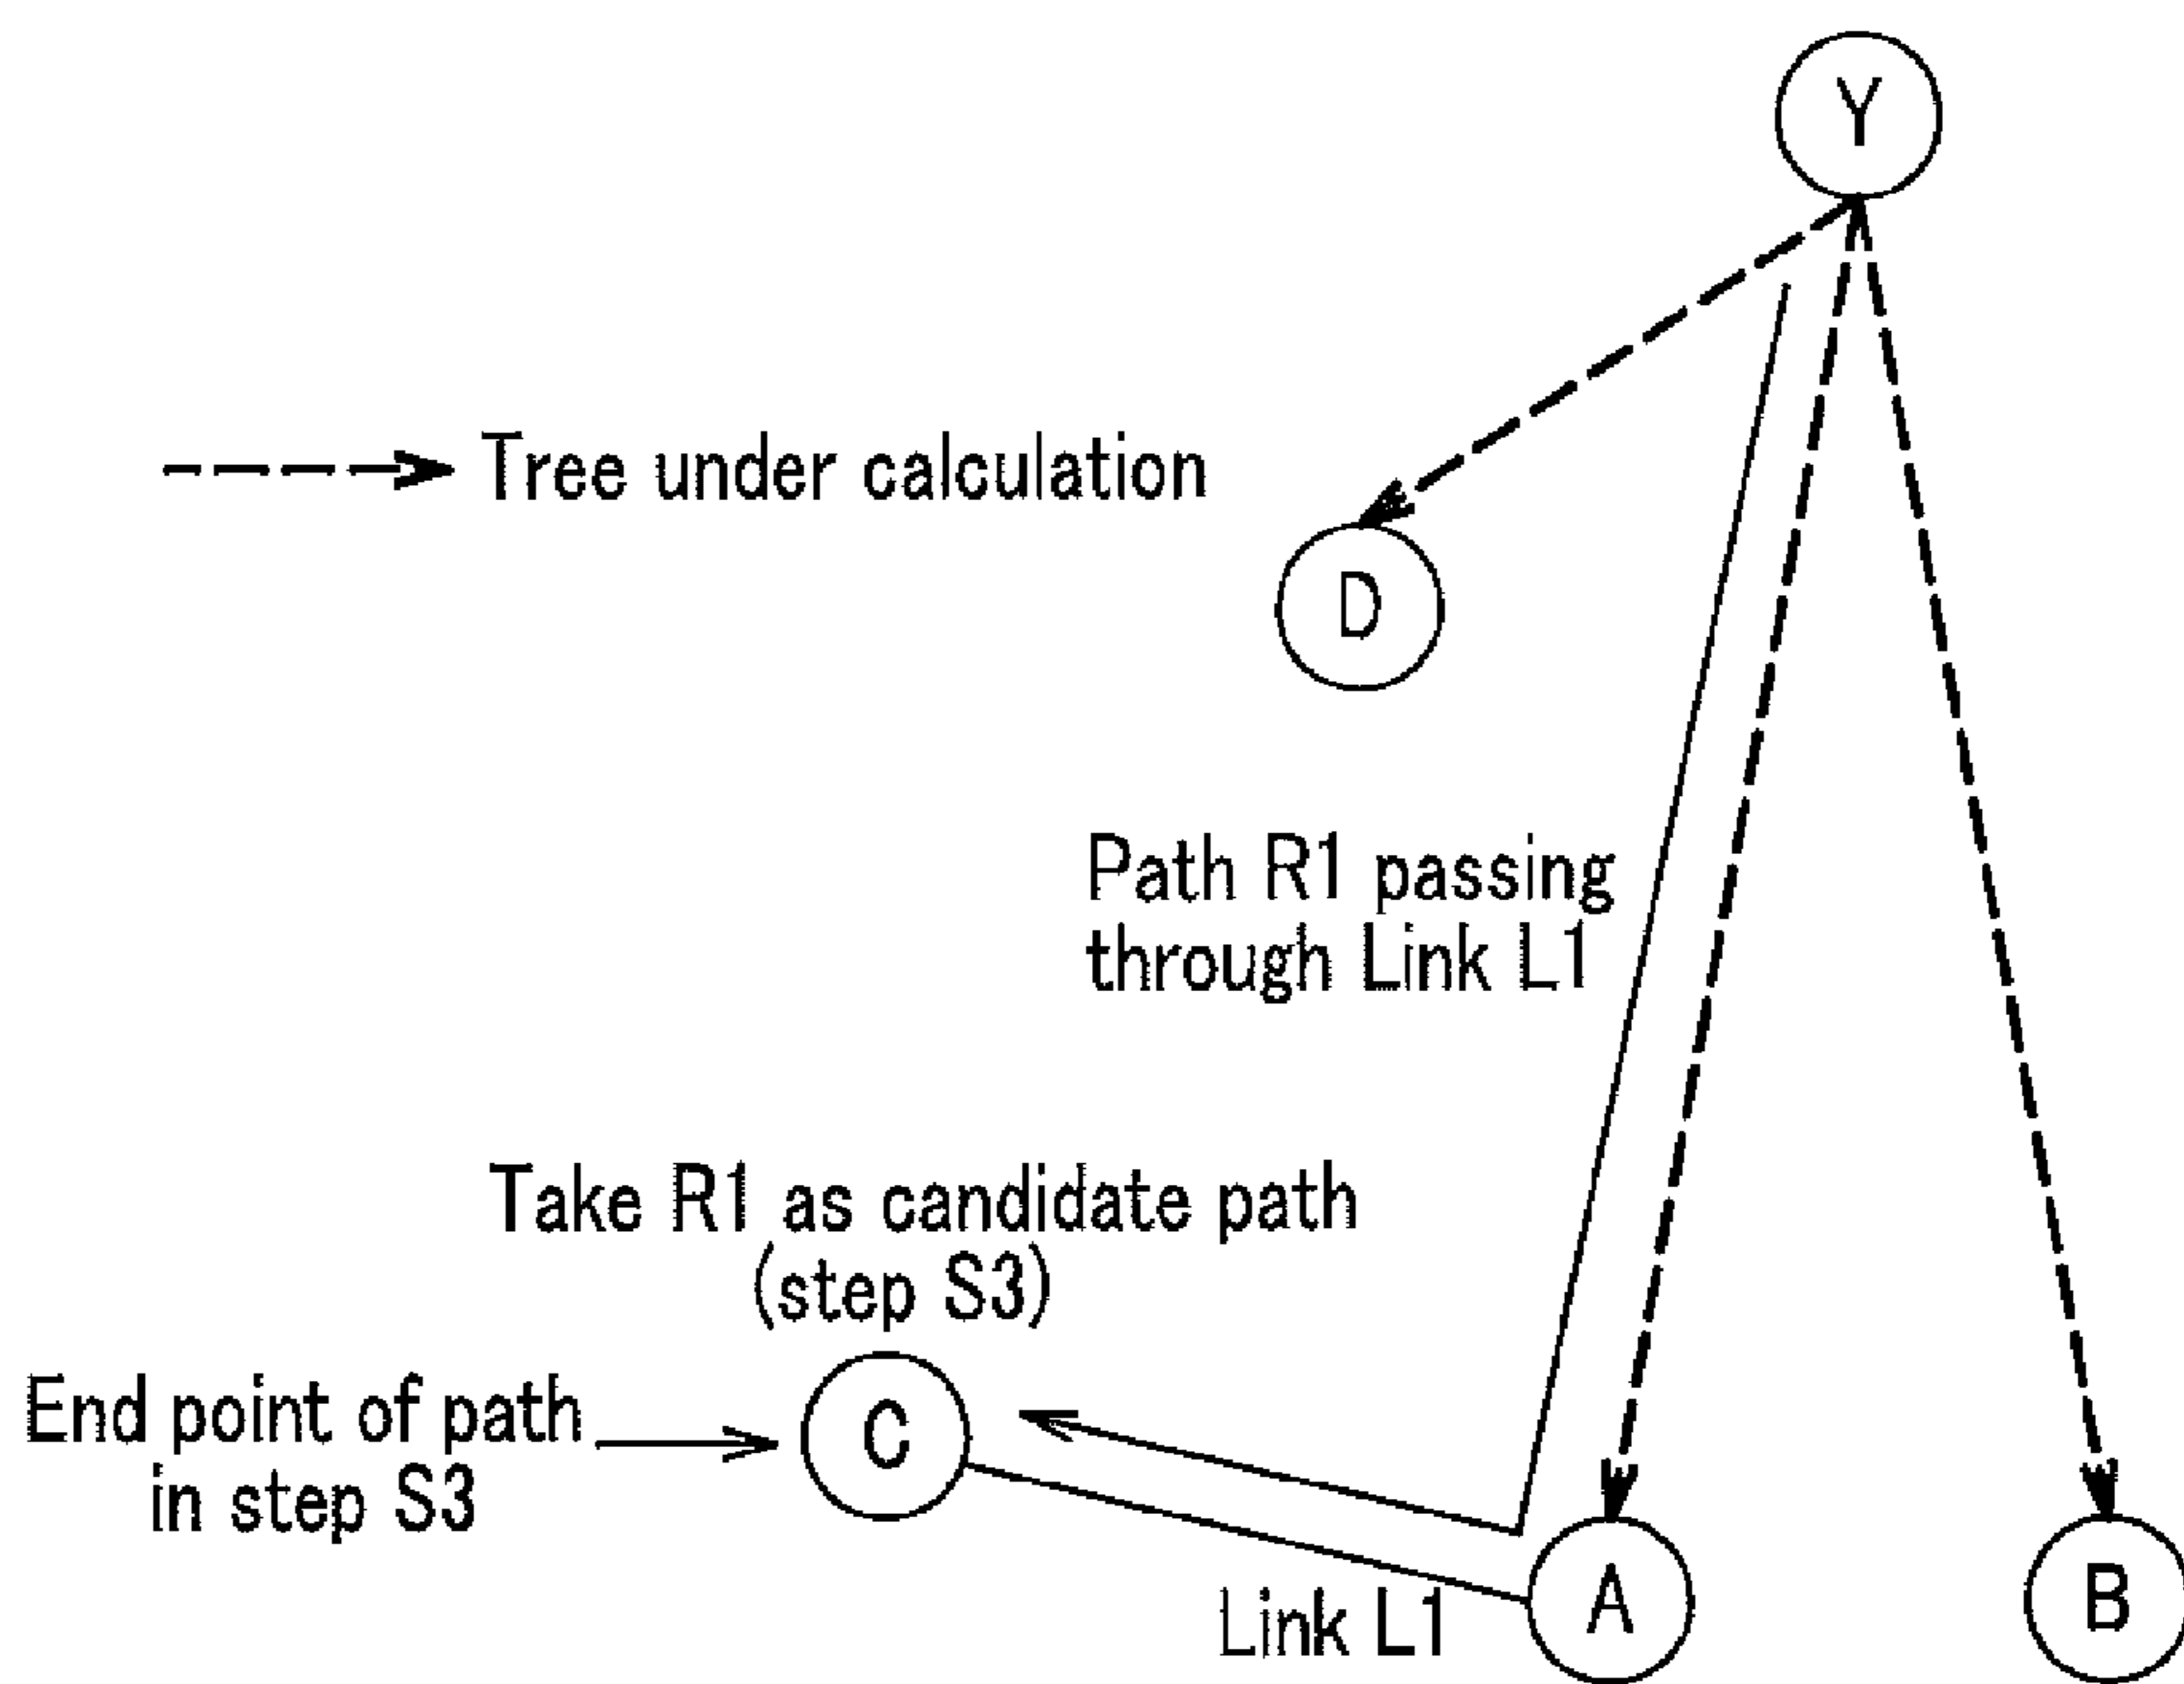 Y
Tree under calculation
D
Path R1 passing
through Link L1
Take R1 as candidate path
(step S3)
End point of path
in step S3
C
Link L1
A
B